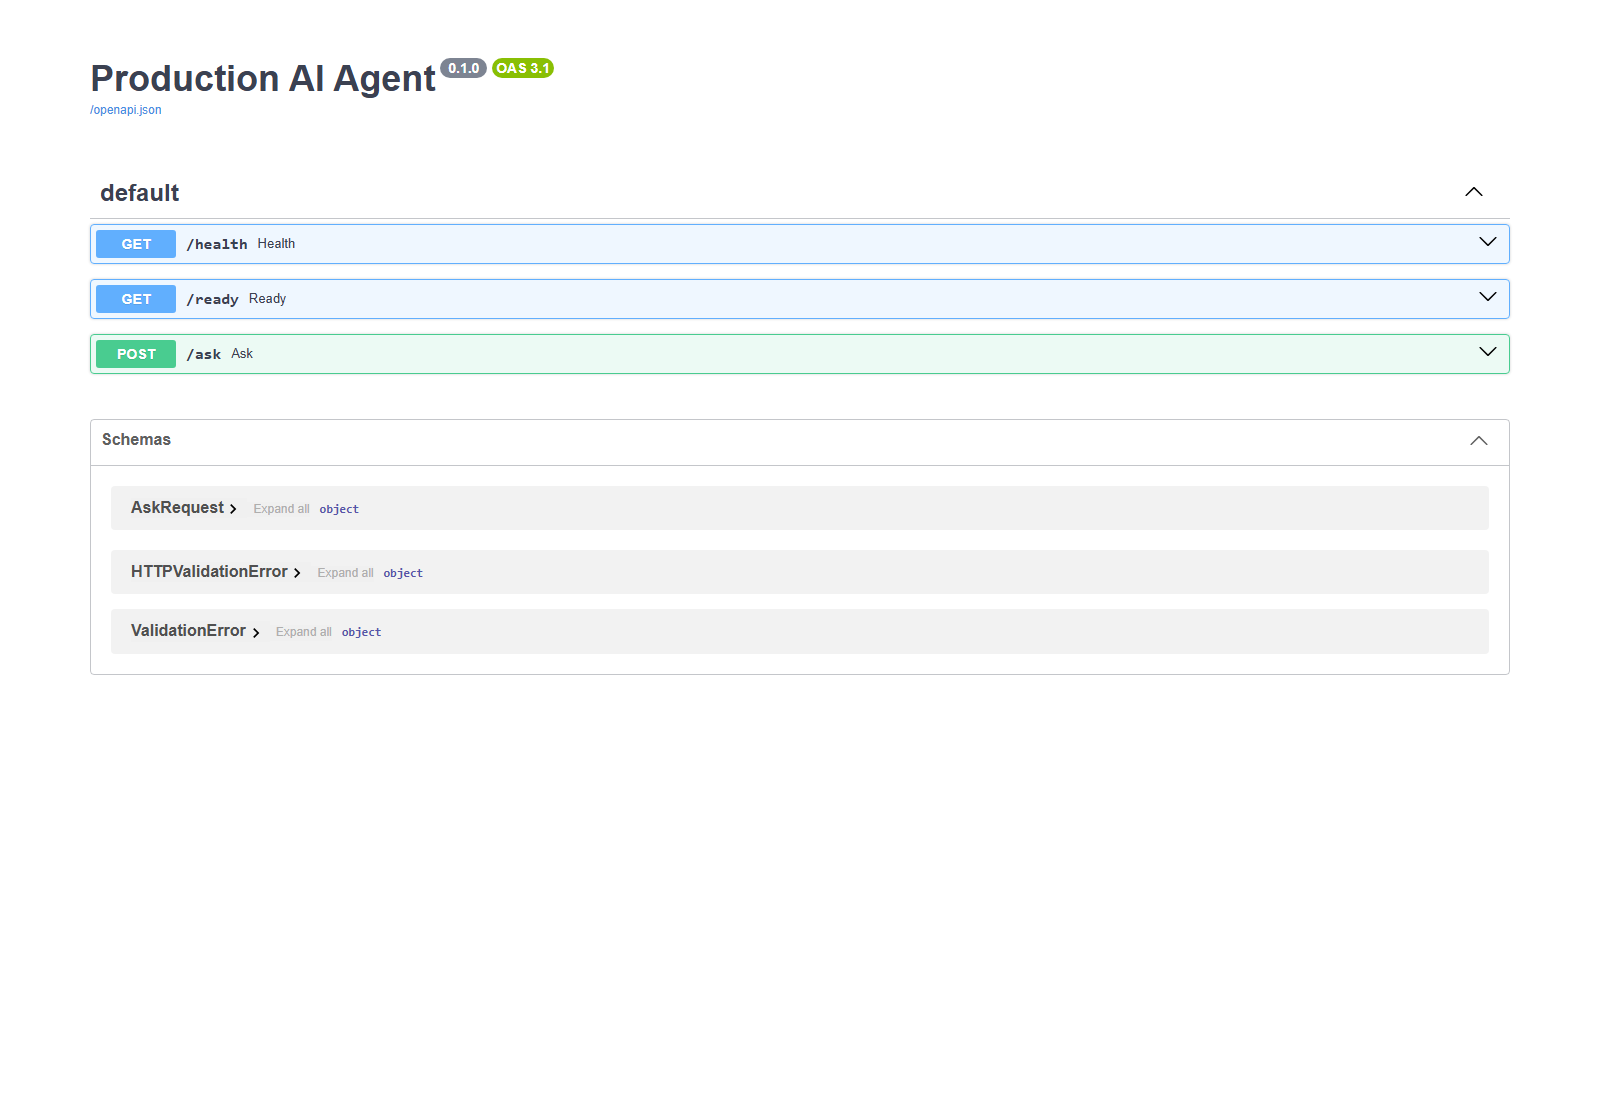 Production AI Agent 0.1.0 OAS 3.1
/openapi.json
default
GET /health Health
GET /ready Ready
POST /ask Ask
Schemas
AskRequest Expand all object
HTTPValidationError Expand all object
ValidationError Expand all object